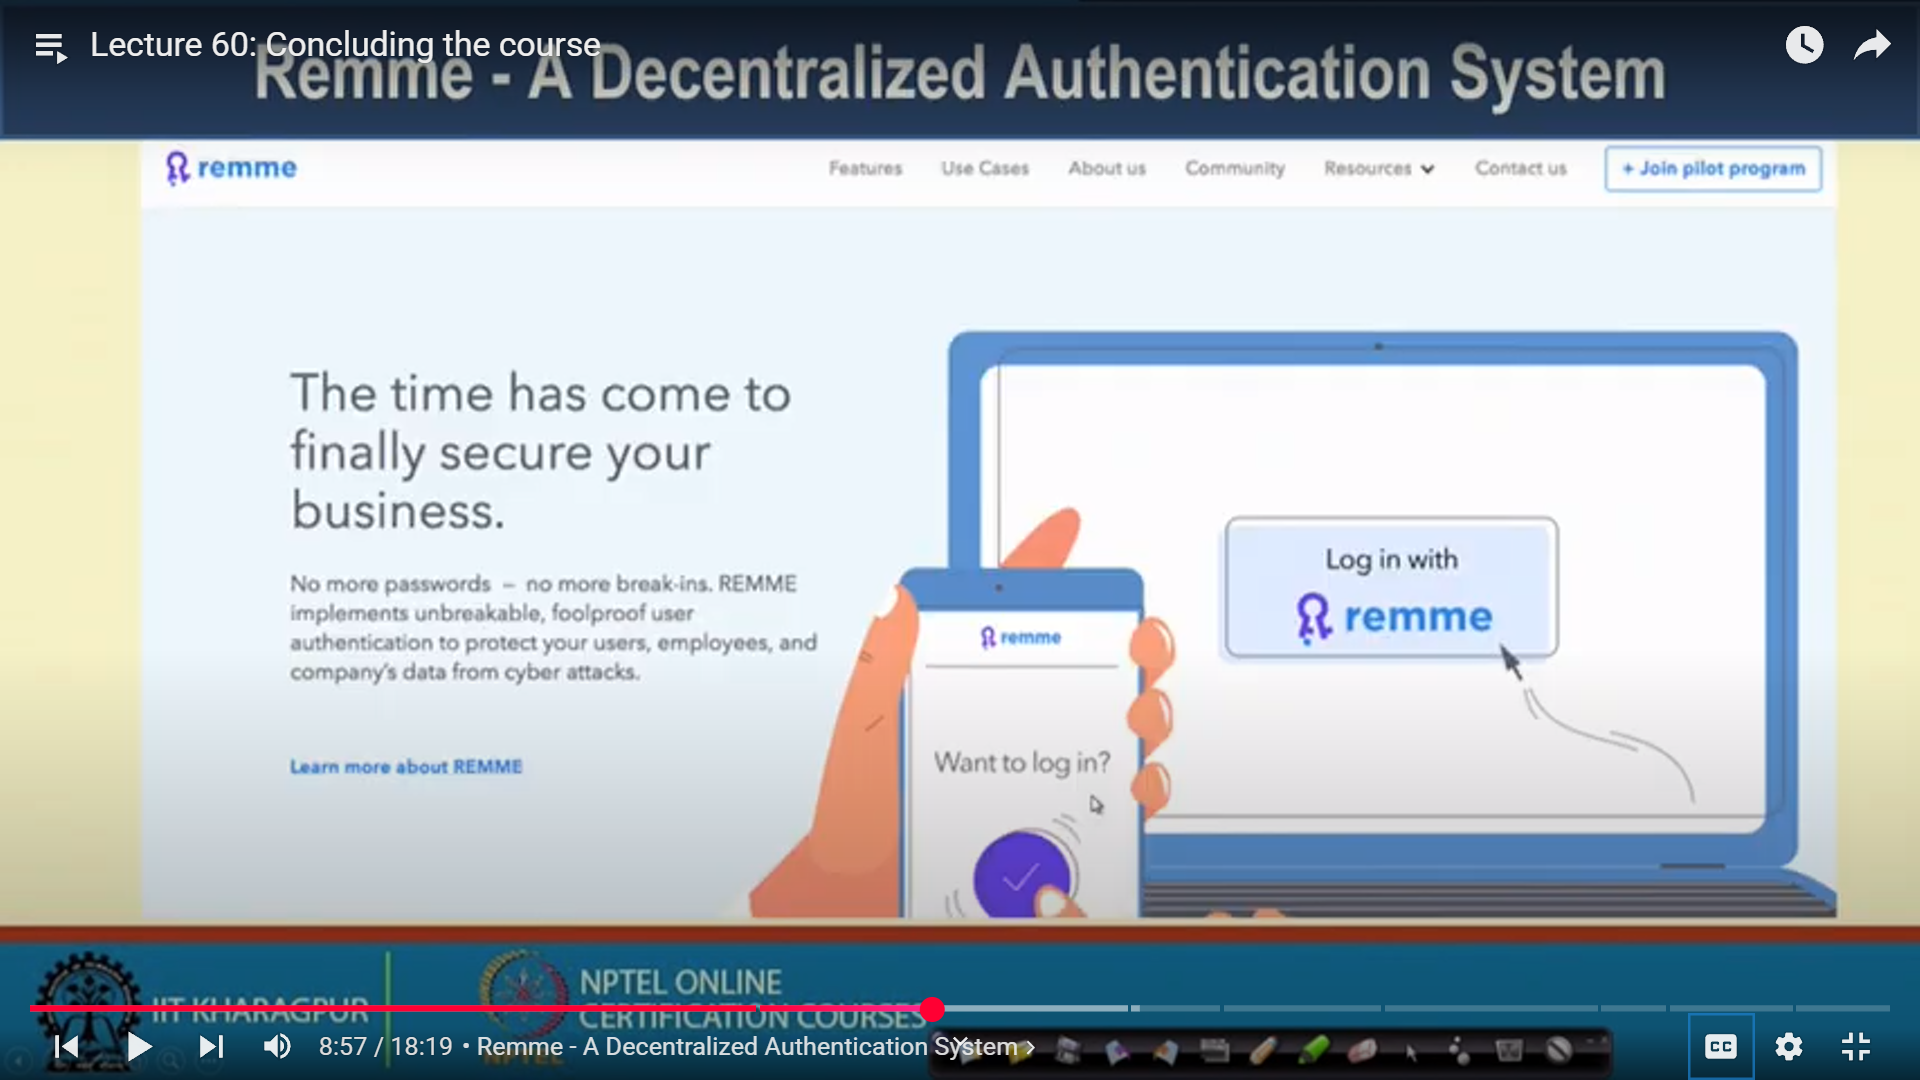 Lecture 60: Concluding the course
Remme - A Decentralized Authentication System
remme
Features Use Cases About us Community Resources Contact us + Join pilot program
The time has come to
finally secure your
business.
No more passwords – no more break-ins. REMME
implements unbreakable, foolproof user
authentication to protect your users, employees, and
company's data from cyber attacks.
Learn more about REMME
Log in with
remme
remme
Want to log in?
IIT KHARAGPUR
NPTEL ONLINE
CERTIFICATION COURSES
NPTEL
8:57 / 18:19 • Remme - A Decentralized Authentication System
CC